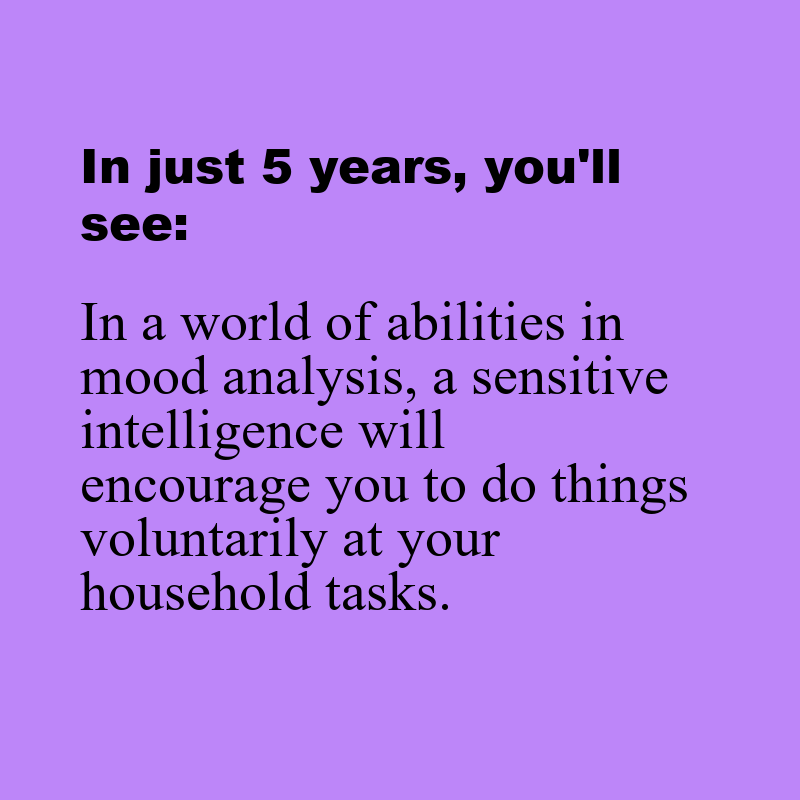 In just 5 years, you'll
see:
In a world of abilities in
mood analysis, a sensitive
intelligence will
encourage you to do things
voluntarily at your
household tasks.